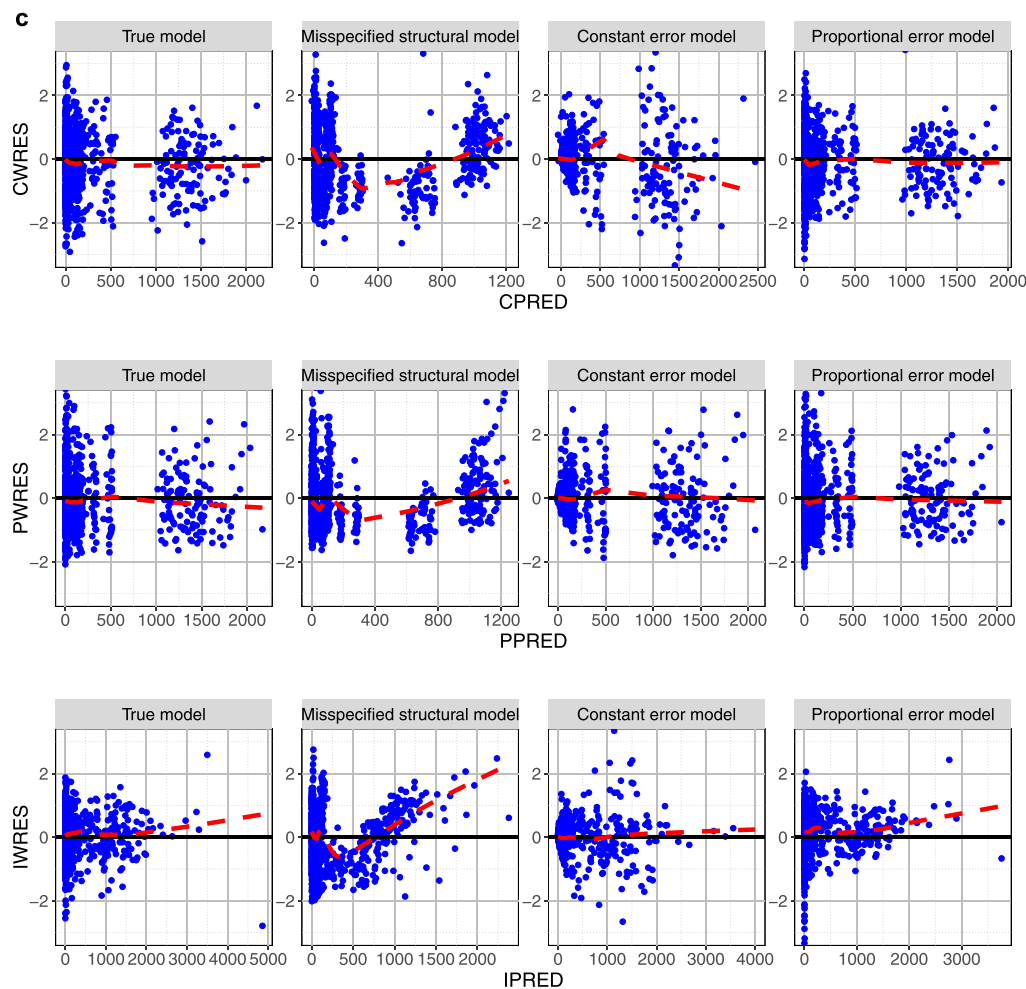 c
True model Misspecified structural model Constant error model Proportional error model
CWRES
2
0
−2
0 500 1000 1500 2000 0 400 800 1200 0 500 1000 1500 2000 2500 0 500 1000 1500 2000
CPRED
True model Misspecified structural model Constant error model Proportional error model
PWRES
2
0
−2
0 500 1000 1500 2000 0 400 800 1200 0 500 1000 1500 2000 0 500 1000 1500 2000
PPRED
True model Misspecified structural model Constant error model Proportional error model
IWRES
2
0
−2
0 1000 2000 3000 4000 5000 0 500 1000 1500 2000 0 1000 2000 3000 4000 0 1000 2000 3000
IPRED